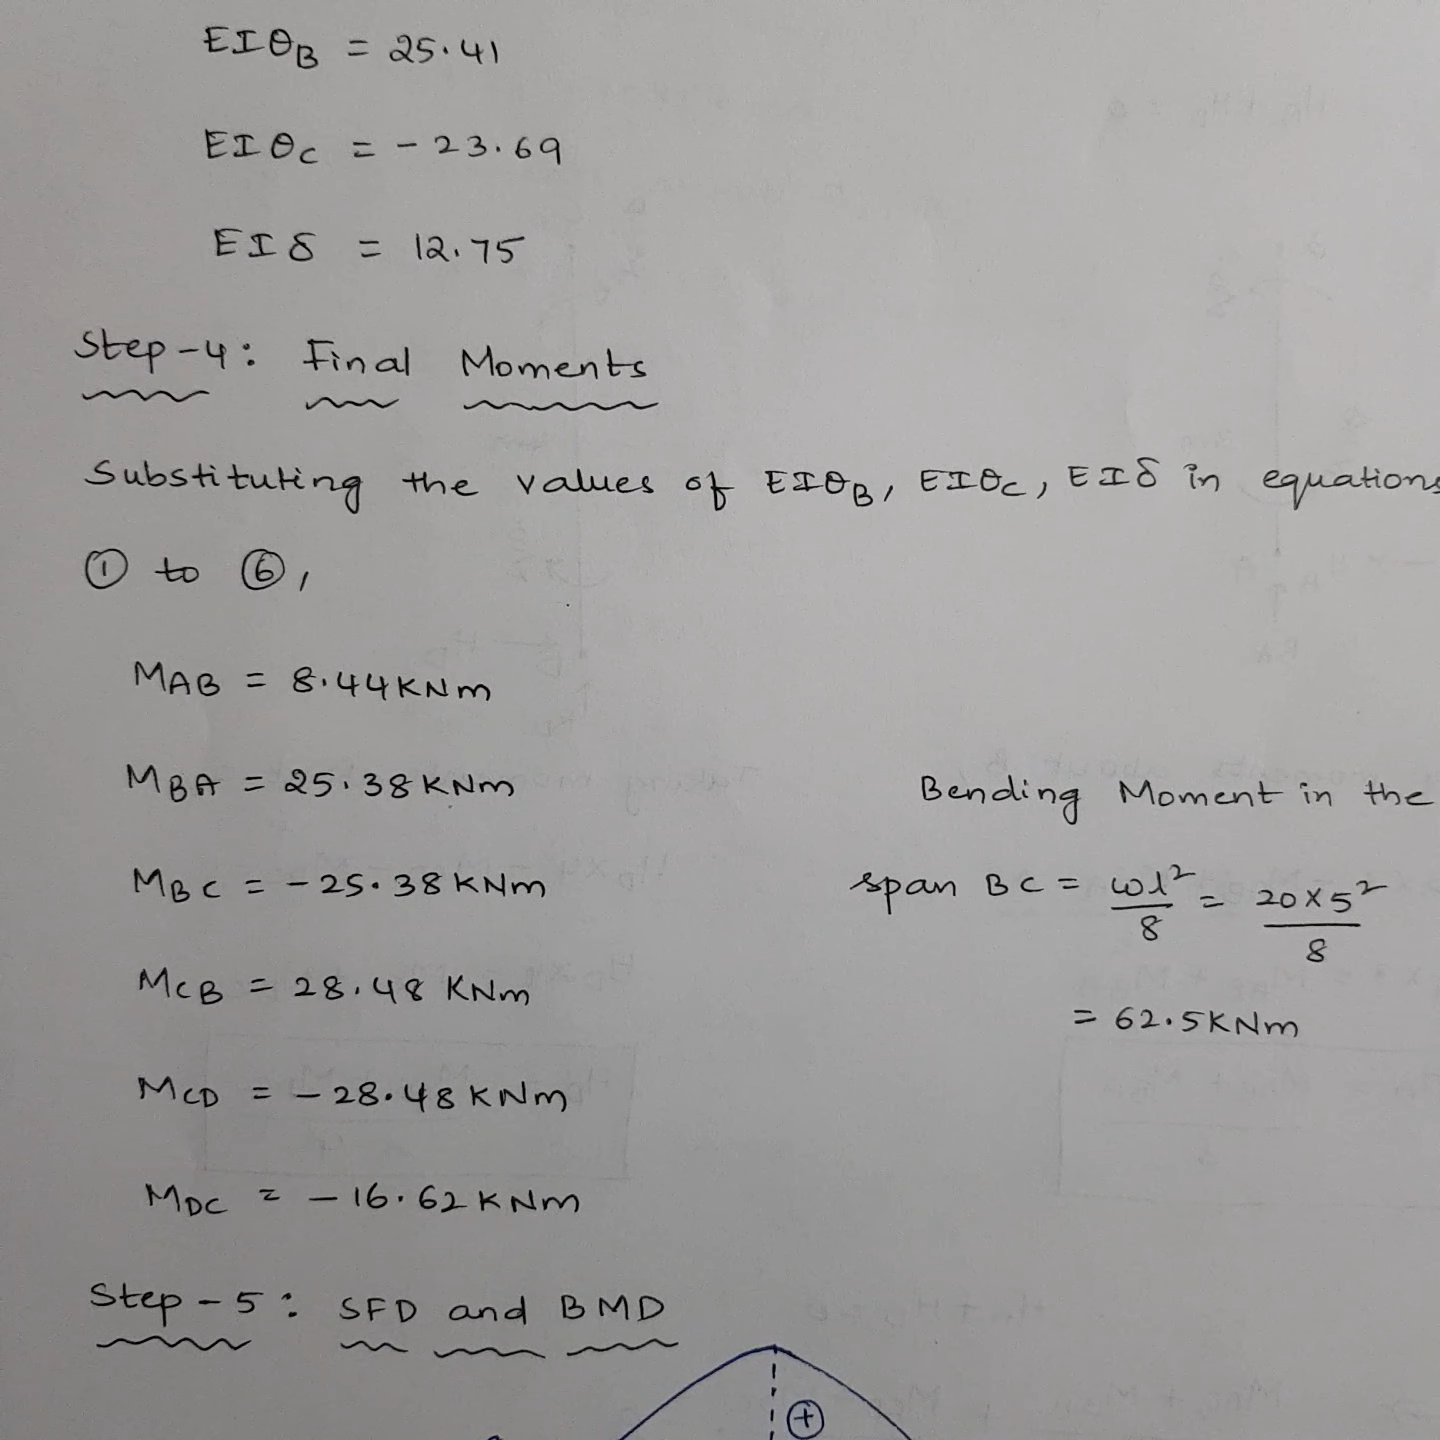 EIθB = 25.41
EIθC = -23.69
EIδ = 12.75
Step-4: Final Moments
Substituting the values of EIθB, EIθC, EIδ in equations
① to ⑥,
MAB = 8.44KNm
MBA = 25.38KNm
MBC = -25.38KNm
MCB = 28.48 KNm
MCD = -28.48KNm
MDC = -16.62KNm
Bending Moment in the
span BC = ωl²/8 = 20×5²/8
= 62.5KNm
Step-5: SFD and BMD
+